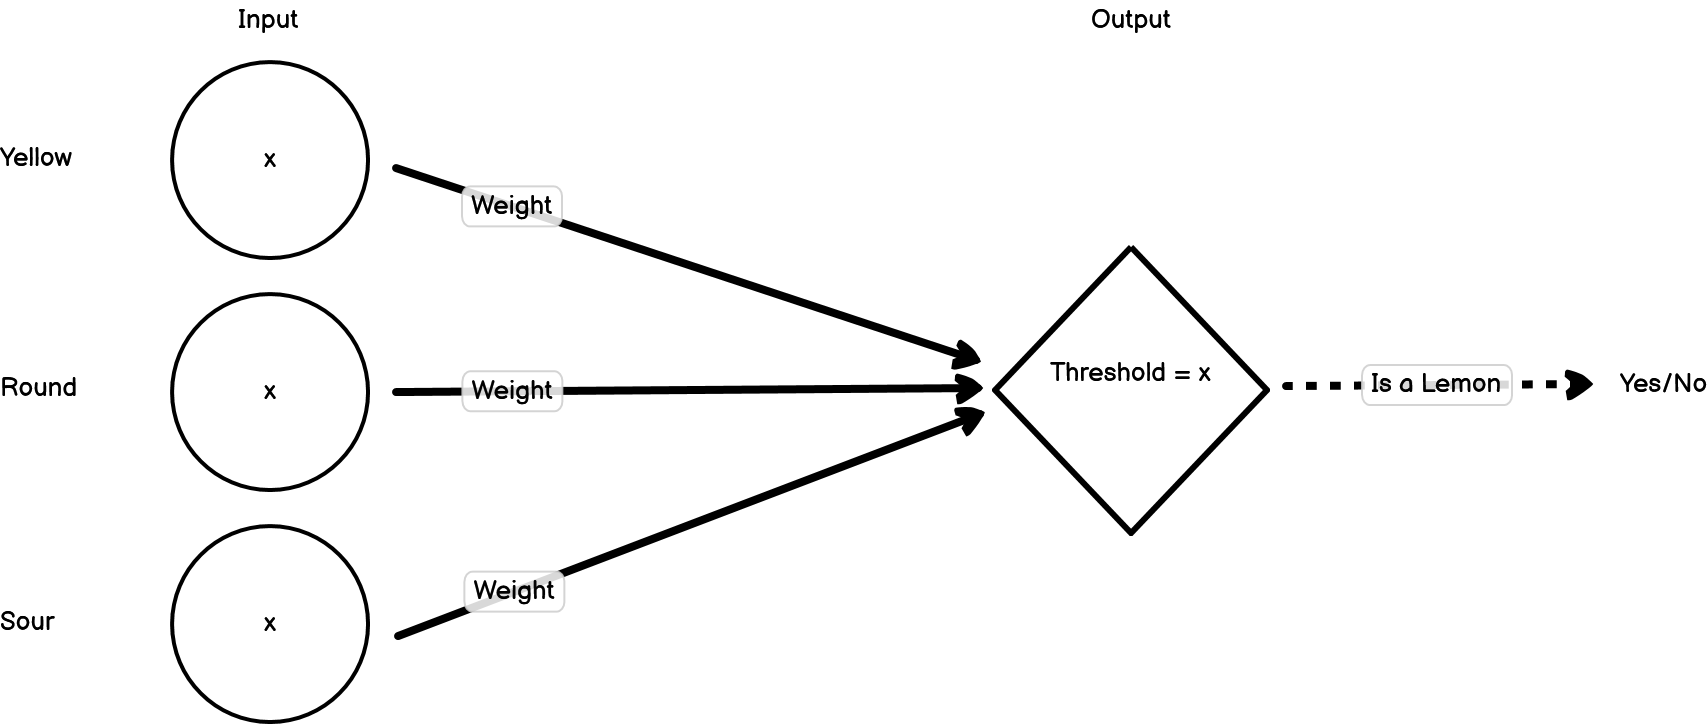 Input
Output
Yellow
x
Weight
Round
x
Weight
Threshold = x
Is a Lemon
Yes/No
Sour
x
Weight